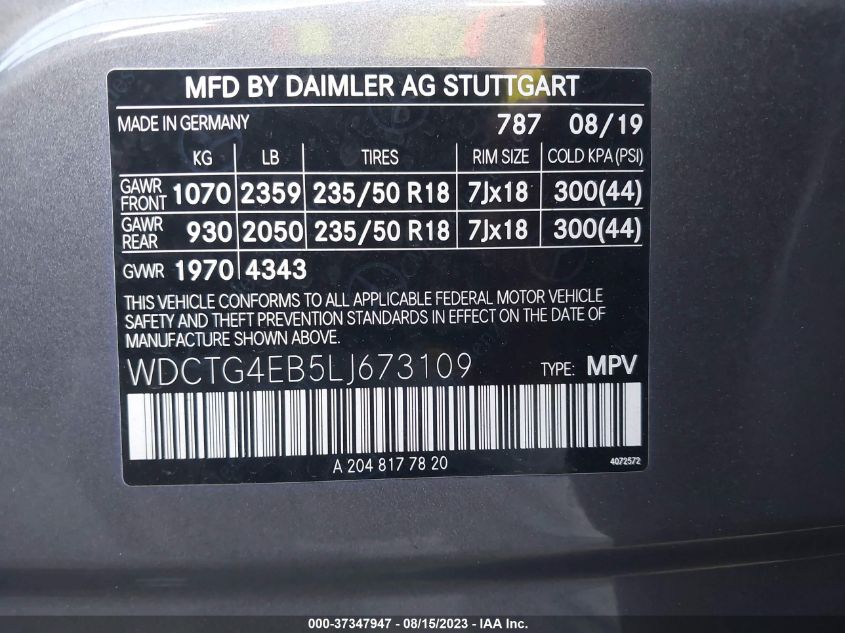 MFD BY DAIMLER AG STUTTGART
MADE IN GERMANY 787 08/19
KG LB TIRES RIM SIZE COLD KPA (PSI)
GAWR FRONT 1070 2359 235/50 R18 7Jx18 300(44)
GAWR REAR 930 2050 235/50 R18 7Jx18 300(44)
GVWR 1970 4343
THIS VEHICLE CONFORMS TO ALL APPLICABLE FEDERAL MOTOR VEHICLE
SAFETY AND THEFT PREVENTION STANDARDS IN EFFECT ON THE DATE OF
MANUFACTURE SHOWN ABOVE.
WDCTG4EB5LJ673109 TYPE: MPV
A 204 817 78 20 4072572
000-37347947 - 08/15/2023 - IAA Inc.